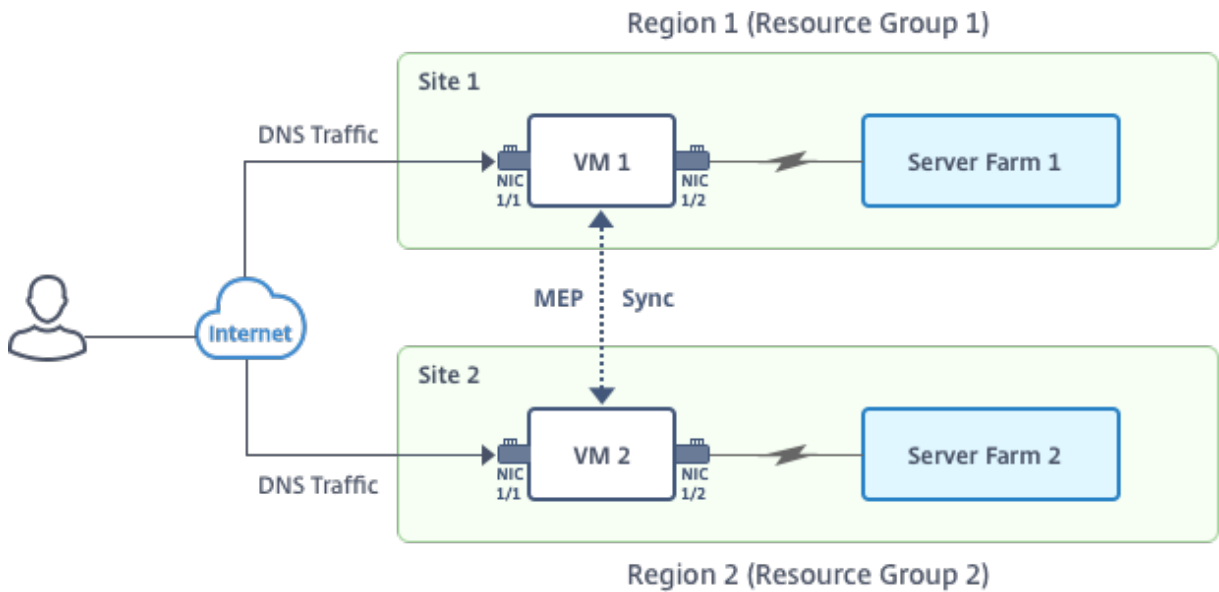 Region 1 (Resource Group 1)
Site 1
DNS Traffic
VM 1
NIC
1/1
NIC
1/2
Server Farm 1
MEP
Sync
Internet
Site 2
VM 2
NIC
1/1
NIC
1/2
Server Farm 2
DNS Traffic
Region 2 (Resource Group 2)